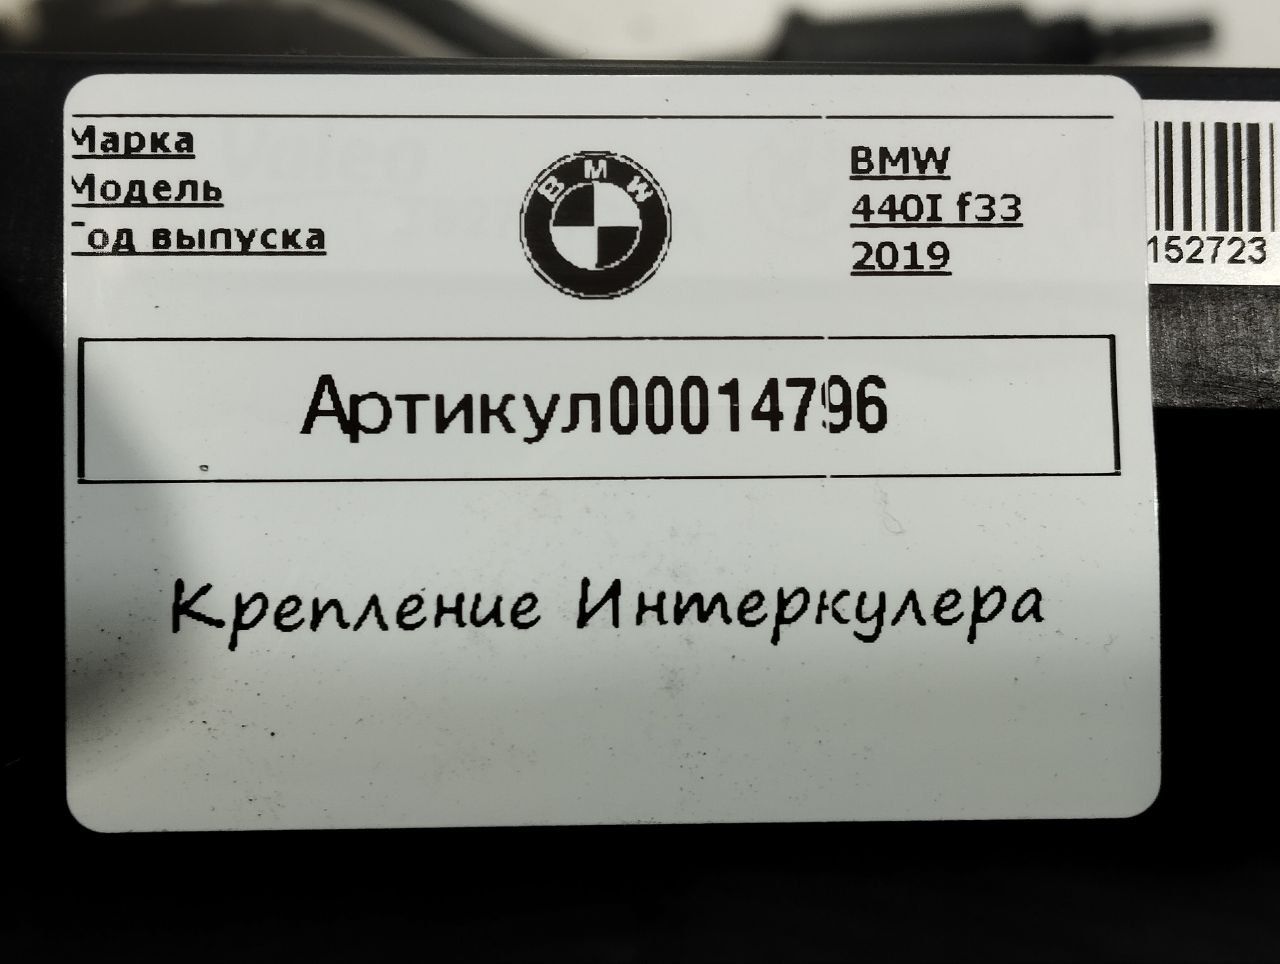 Марка
Модель
Год выпуска
BMW
BMW
440I f33
2019
152723
Артикул00014796
Крепление Интеркулера